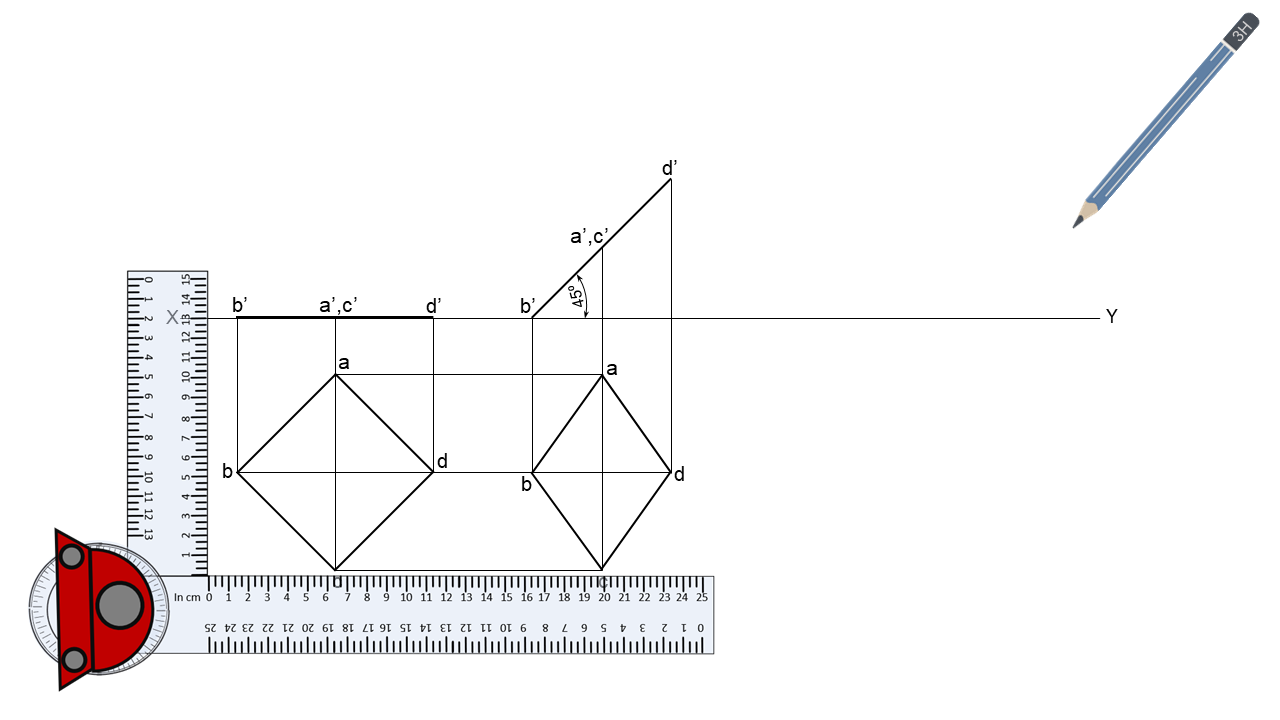 3H
d’
a’,c’
45º
b’ a’,c’ d’ b’
X Y
a a
b d b d
c c
0 1 2 3 4 5 6 7 8 9 10 11 12 13
15 14 13 12 11 10 9 8 7 6 5 4 3 2 1
In cm 0 1 2 3 4 5 6 7 8 9 10 11 12 13 14 15 16 17 18 19 20 21 22 23 24 25
25 24 23 22 21 20 19 18 17 16 15 14 13 12 11 10 9 8 7 6 5 4 3 2 1 0